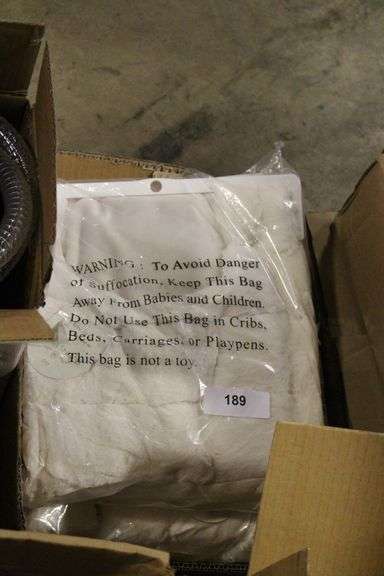 WARNING: To Avoid Danger
of Suffocation, Keep This Bag
Away From Babies and Children.
Do Not Use This Bag in Cribs,
Beds, Carriages, or Playpens.
This bag is not a toy.
189